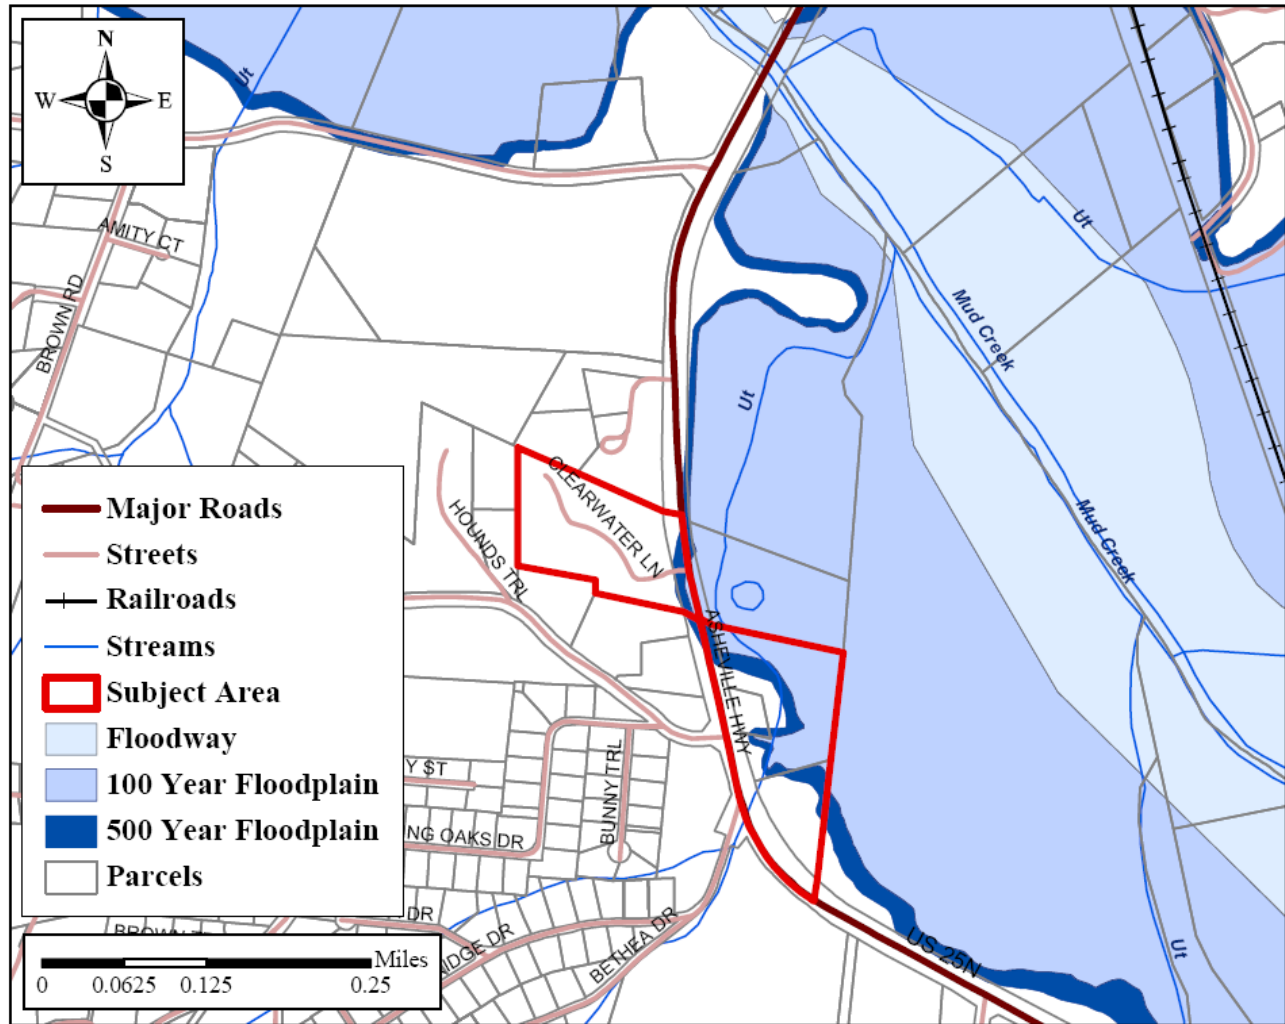 N
W
E
S
Ut
AMITY CT
BROWN RD
Ut
Mud Creek
Ut
CLEARWATER LN
HOUNDS TRL
Mud Creek
ASHEVILLE HWY
Major Roads
Streets
Railroads
Streams
Subject Area
Floodway
100 Year Floodplain
500 Year Floodplain
Parcels
Y ST
BUNNY TRL
NG OAKS DR
DR
IDGE DR
BETHEA DR
US 25N
Ut
Miles
0
0.0625
0.125
0.25